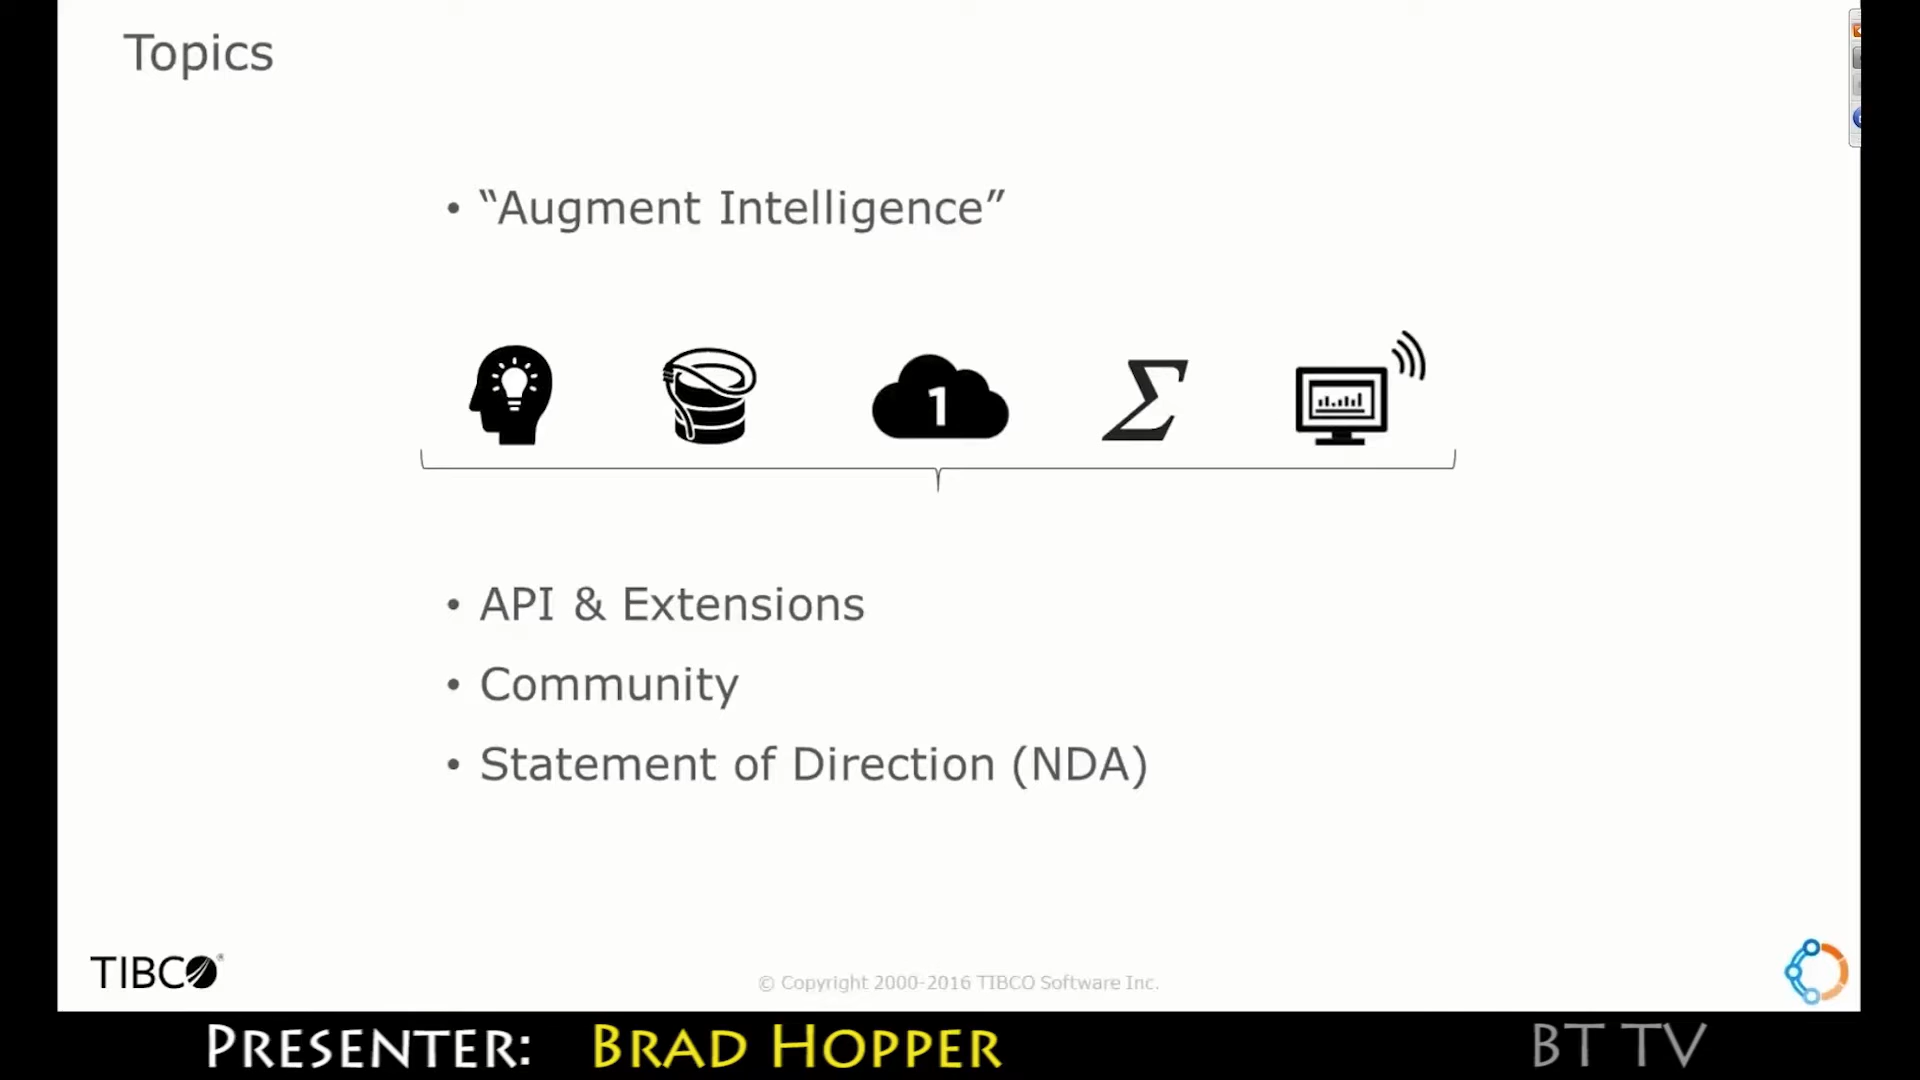 Topics
• “Augment Intelligence”
1
Σ
• API & Extensions
• Community
• Statement of Direction (NDA)
TIBCO®
© Copyright 2000-2016 TIBCO Software Inc.
PRESENTER: BRAD HOPPER
BT TV